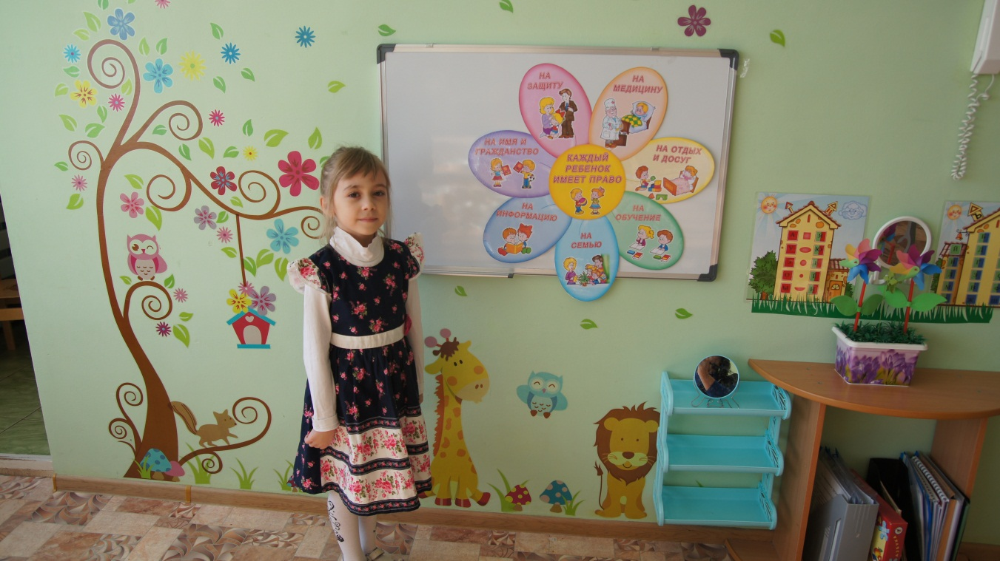 НА
ЗАЩИТУ
НА
МЕДИЦИНУ
НА ИМЯ И
ГРАЖДАНСТВО
НА ОТДЫХ
И ДОСУГ
КАЖДЫЙ
РЕБЕНОК
ИМЕЕТ ПРАВО
НА
ИНФОРМАЦИЮ
НА
ОБУЧЕНИЕ
НА
СЕМЬЮ